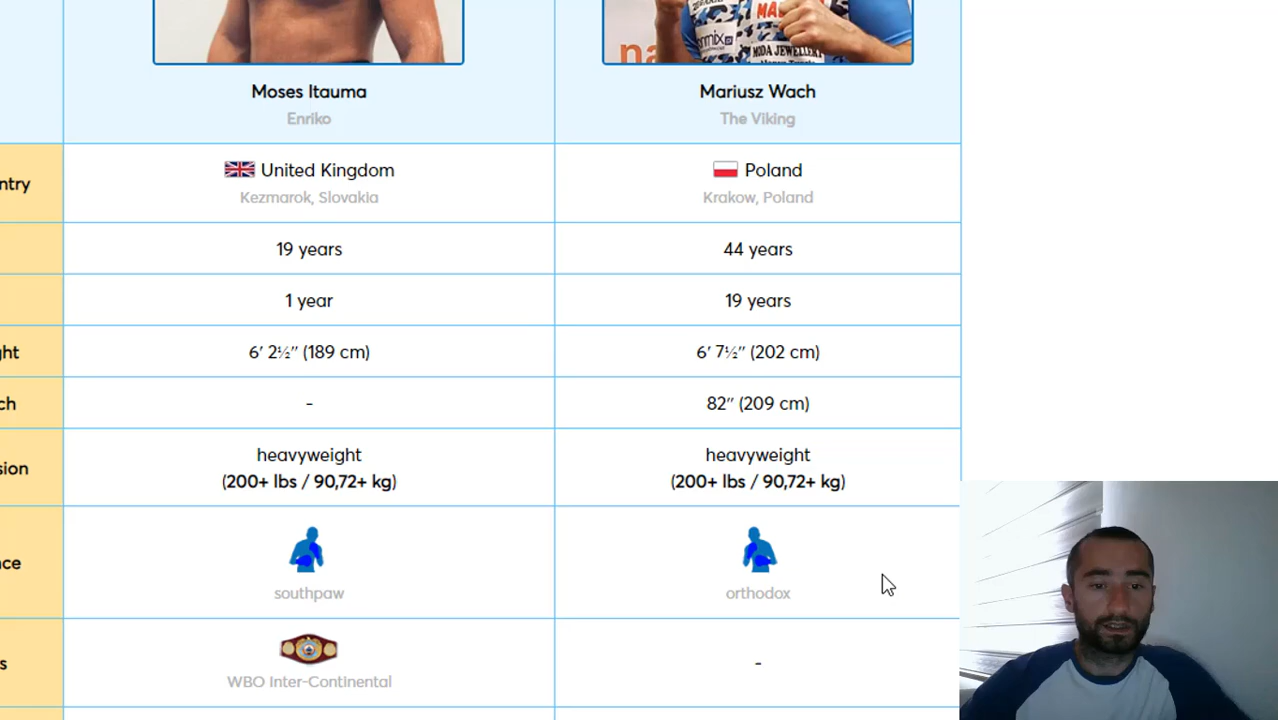 na
MODA JEWELLERY
Moses Itauma
Mariusz Wach
Enriko
The Viking
ntry
United Kingdom
Poland
Kezmarok, Slovakia
Krakow, Poland
19 years
44 years
1 year
19 years
ght
6′ 2½″ (189 cm)
6′ 7½″ (202 cm)
ch
-
82″ (209 cm)
sion
heavyweight
heavyweight
(200+ lbs / 90,72+ kg)
(200+ lbs / 90,72+ kg)
nce
southpaw
orthodox
s
-
WBO Inter-Continental